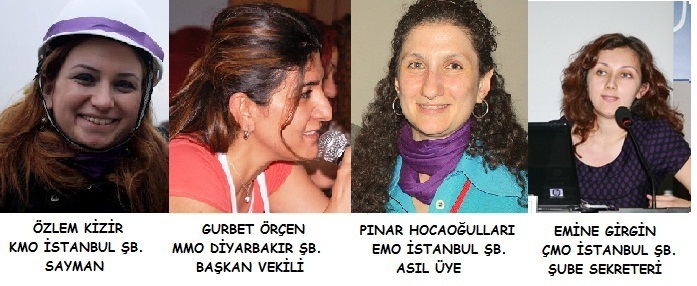 ÖZLEM KİZİR
KMO İSTANBUL ŞB.
SAYMAN
GURBET ÖRÇEN
MMO DİYARBAKIR ŞB.
BAŞKAN VEKİLİ
PINAR HOCAOĞULLARI
EMO İSTANBUL ŞB.
ASIL ÜYE
EMİNE GİRGİN
ÇMO İSTANBUL ŞB.
ŞUBE SEKRETERİ
hp